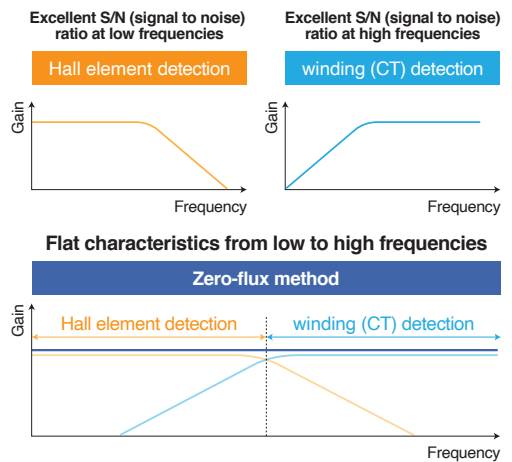 Excellent S/N (signal to noise)
ratio at low frequencies
Hall element detection
Gain
Frequency
Excellent S/N (signal to noise)
ratio at high frequencies
winding (CT) detection
Gain
Frequency
Flat characteristics from low to high frequencies
Zero-flux method
Gain
Hall element detection
winding (CT) detection
Frequency